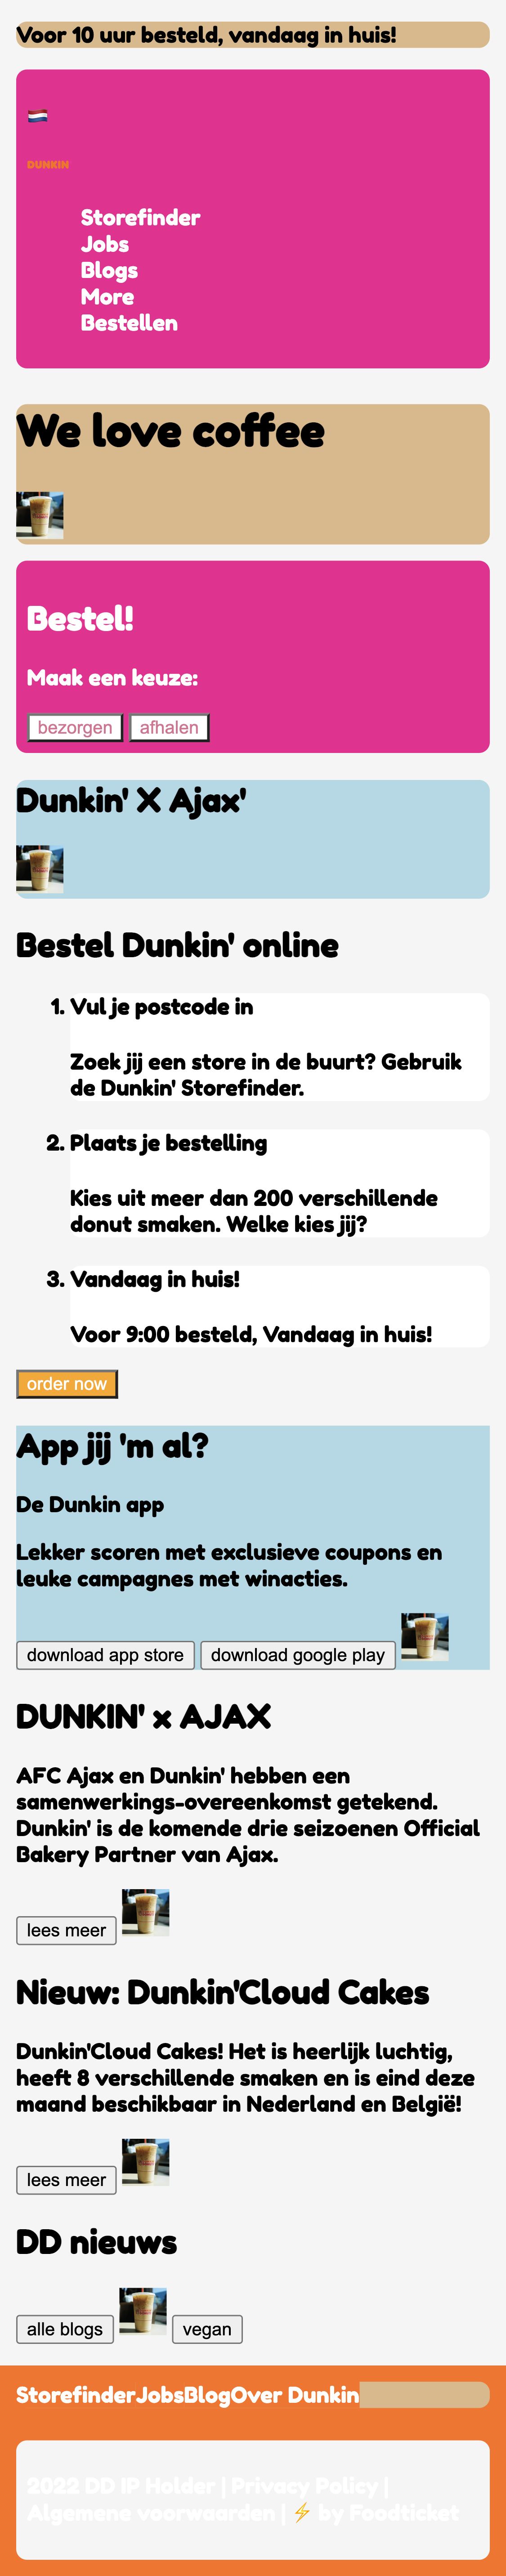 Voor 10 uur besteld, vandaag in huis!
DUNKIN
Storefinder
Jobs
Blogs
More
Bestellen
We love coffee
Bestel!
Maak een keuze:
bezorgen afhalen
Dunkin' X Ajax'
Bestel Dunkin' online
1. Vul je postcode in
Zoek jij een store in de buurt? Gebruik
de Dunkin' Storefinder.
2. Plaats je bestelling
Kies uit meer dan 200 verschillende
donut smaken. Welke kies jij?
3. Vandaag in huis!
Voor 9:00 besteld, Vandaag in huis!
order now
App jij 'm al?
De Dunkin app
Lekker scoren met exclusieve coupons en
leuke campagnes met winacties.
download app store download google play
DUNKIN' x AJAX
AFC Ajax en Dunkin' hebben een
samenwerkings-overeenkomst getekend.
Dunkin' is de komende drie seizoenen Official
Bakery Partner van Ajax.
lees meer
Nieuw: Dunkin'Cloud Cakes
Dunkin'Cloud Cakes! Het is heerlijk luchtig,
heeft 8 verschillende smaken en is eind deze
maand beschikbaar in Nederland en België!
lees meer
DD nieuws
alle blogs vegan
StorefinderJobsBlogOver Dunkin
2022 DD IP Holder | Privacy Policy |
Algemene voorwaarden | ⚡ by Foodticket